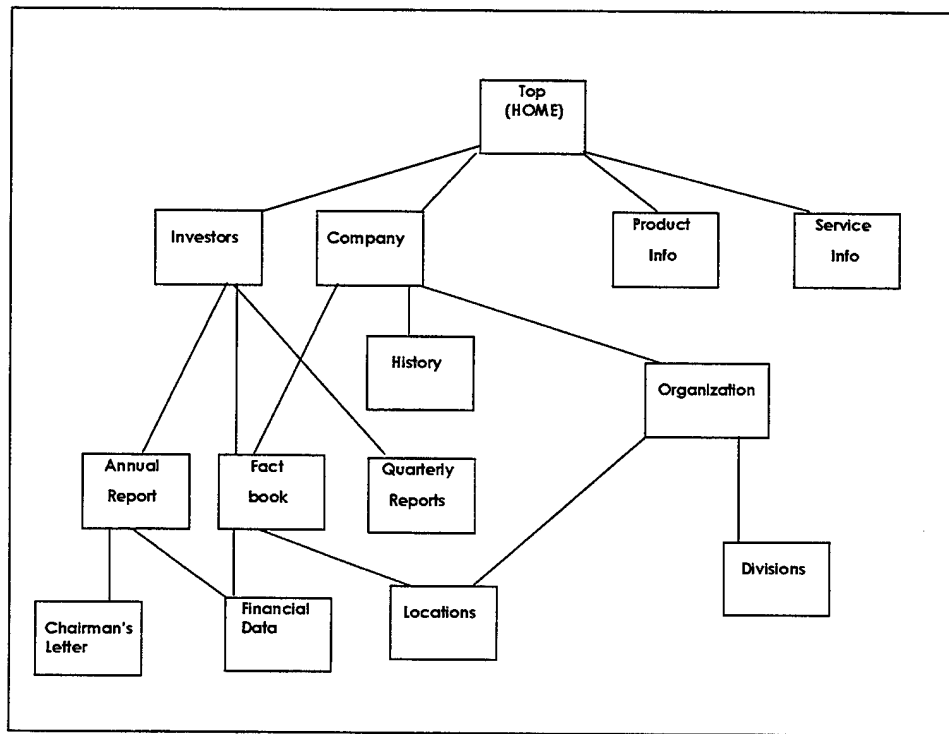 Top
(HOME)
Investors
Company
Product
Info
Service
Info
History
Organization
Annual
Report
Fact
book
Quarterly
Reports
Divisions
Chairman's
Letter
Financial
Data
Locations